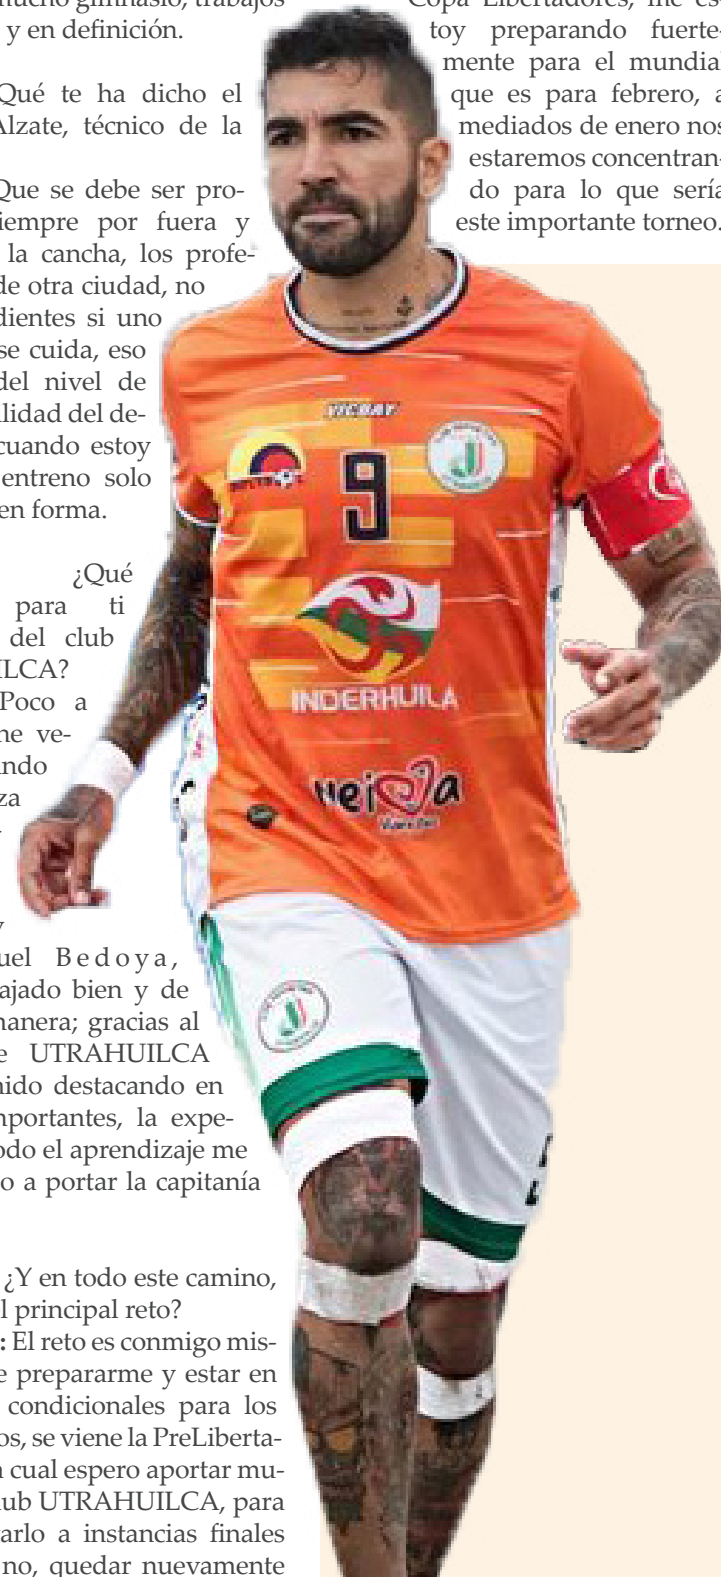 mucho gimnasio, trabajos
y en definición.
Qué te ha dicho el
Alzate, técnico de la
Que se debe ser pro-
iempre por fuera y
la cancha, los profe-
de otra ciudad, no
dientes si uno
se cuida, eso
del nivel de
ilidad del de-
cuando estoy
entreno solo
en forma.
¿Qué
para ti
del club
ILCA?
Poco a
me ve-
ando
za
y
uel Bedoya,
ajado bien y de
manera; gracias al
e UTRAHUILCA
nido destacando en
mportantes, la expe-
odo el aprendizaje me
o a portar la capitanía
¿Y en todo este camino,
l principal reto?
: El reto es conmigo mis-
e prepararme y estar en
condicionales para los
os, se viene la PreLiberta-
a cual espero aportar mu-
lub UTRAHUILCA, para
arlo a instancias finales
no, quedar nuevamente
Copa Libertadores, me es-
toy preparando fuerte-
mente para el mundial
que es para febrero, a
mediados de enero nos
estaremos concentran-
do para lo que sería
este importante torneo.
VICBAY
9
INDERHUILA
neiva